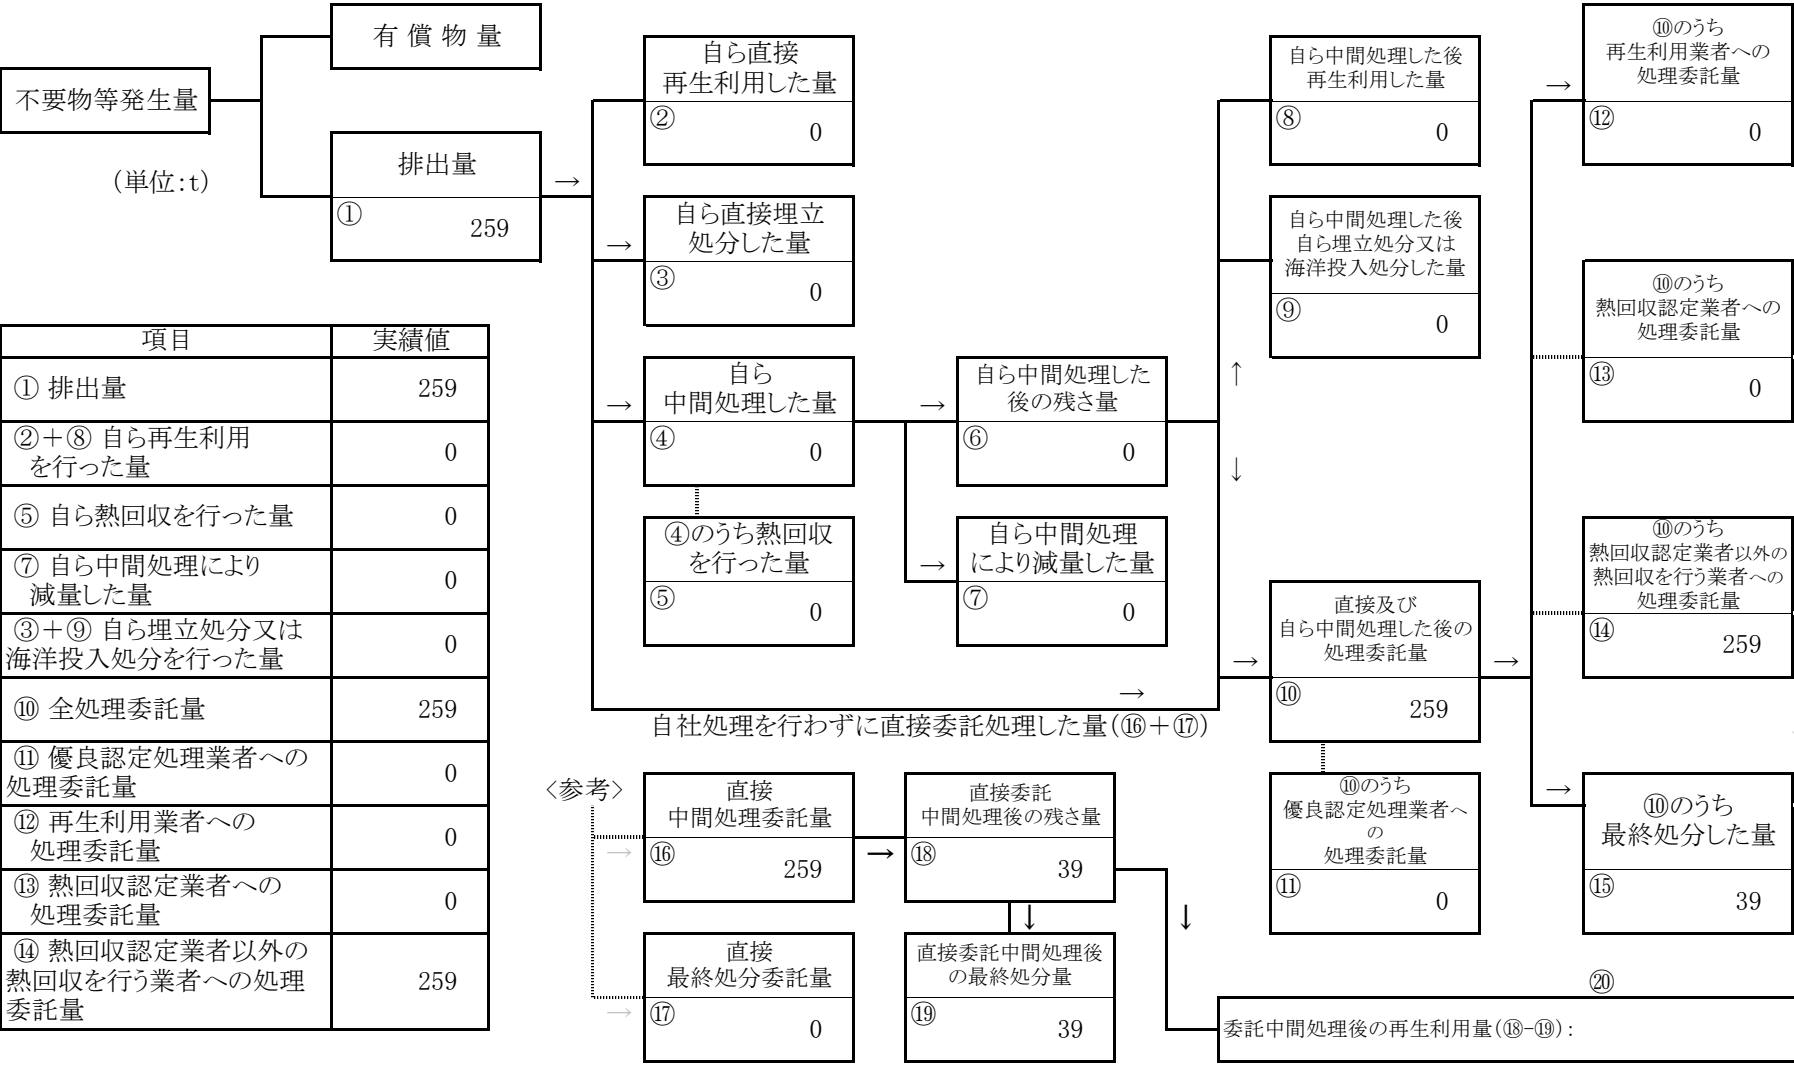 有 償 物 量
不要物等発生量
(単位:t)
排出量
①
259
→
自ら直接
再生利用した量
②
0
→
自ら直接埋立
処分した量
③
0
→
自ら
中間処理した量
④
0
④のうち熱回収
を行った量
⑤
0
→
自ら中間処理した
後の残さ量
⑥
0
→
自ら中間処理
により減量した量
⑦
0
自ら中間処理した後
再生利用した量
⑧
0
自ら中間処理した後
自ら埋立処分又は
海洋投入処分した量
⑨
0
↑
↓
→
自社処理を行わずに直接委託処理した量(⑯+⑰)
→
直接及び
自ら中間処理した後の
処理委託量
⑩
259
⑩のうち
優良認定処理業者へ
の
処理委託量
⑪
0
→
→
⑩のうち
再生利用業者への
処理委託量
⑫
0
⑩のうち
熱回収認定業者への
処理委託量
⑬
0
⑩のうち
熱回収認定業者以外の
熱回収を行う業者への
処理委託量
⑭
259
→
⑩のうち
最終処分した量
⑮
39
項目 実績値
① 排出量 259
②+⑧ 自ら再生利用
を行った量
0
⑤ 自ら熱回収を行った量 0
⑦ 自ら中間処理により
減量した量
0
③+⑨ 自ら埋立処分又は
海洋投入処分を行った量
0
⑩ 全処理委託量 259
⑪ 優良認定処理業者への
処理委託量
0
⑫ 再生利用業者への
処理委託量
0
⑬ 熱回収認定業者への
処理委託量
0
⑭ 熱回収認定業者以外の
熱回収を行う業者への処理
委託量
259
〈参考〉
→
直接
中間処理委託量
⑯
259
→
直接委託
中間処理後の残さ量
⑱
39
↓
↓
→
直接
最終処分委託量
⑰
0
直接委託中間処理後
の最終処分量
⑲
39
⑳
委託中間処理後の再生利用量(⑱-⑲):